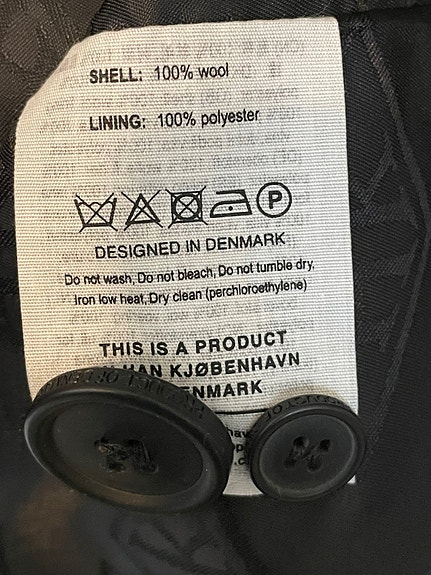 SHELL: 100% wool
LINING: 100% polyester
P
DESIGNED IN DENMARK
Do not wash, Do not bleach, Do not tumble dry,
Iron low heat, Dry clean (perchloroethylene)
THIS IS A PRODUCT
HAN KJØBENHAVN
ENMARK